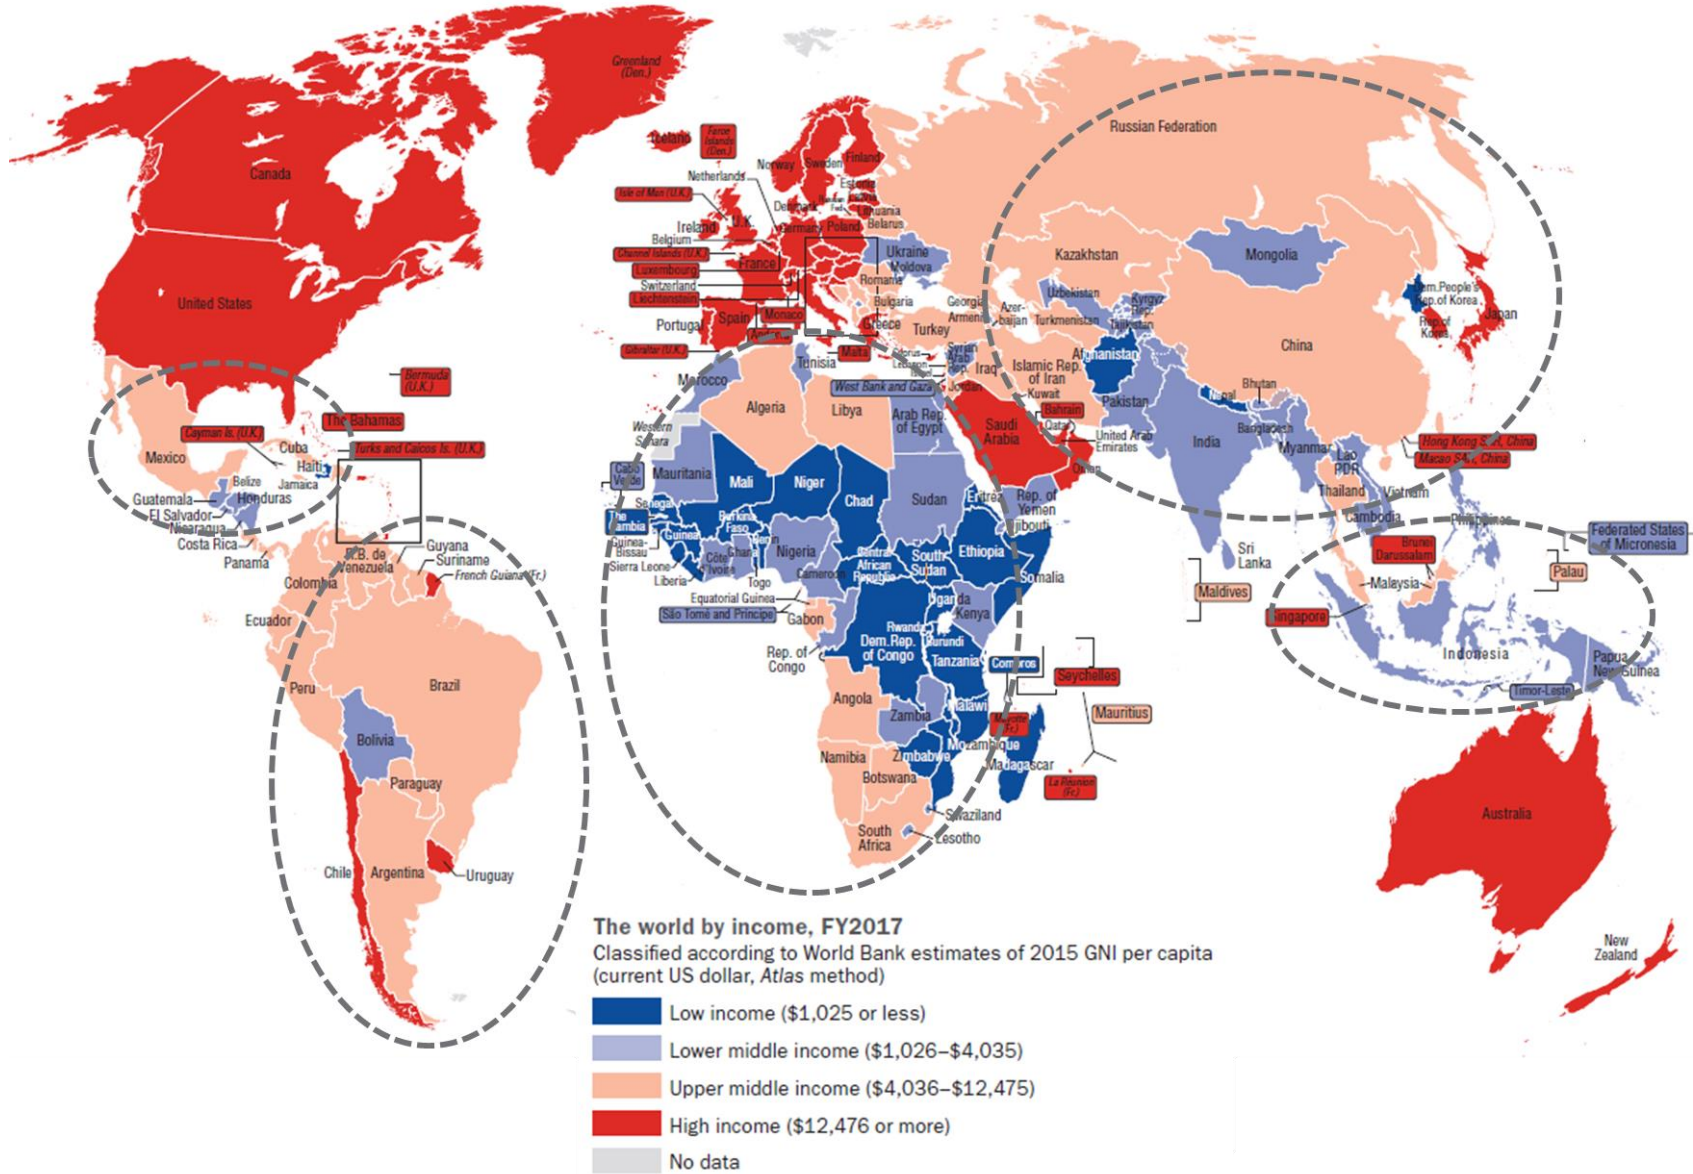 Greenland
(Den.)
Iceland
Faroe
Islands
(Den.)
Russian Federation
Canada
Norway
Sweden
Finland
Netherlands
Estonia
Isle of Man (U.K.)
Denmark
Lithuania
Ireland
U.K.
Germany
Poland
Belarus
Belgium
Channel Islands (U.K.)
France
Ukraine
Moldova
Luxembourg
Switzerland
Romania
Liechtenstein
Kazakhstan
Mongolia
United States
Monaco
Bulgaria
Georgia
Uzbekistan
Kyrgyz
Rep.
Dem.People's
Rep.of Korea
Portugal
Spain
Greece
Turkey
Armenia
Azer-
baijan
Turkmenistan
Tajikistan
Rep.of
Korea
Japan
Andorra
Gibraltar (U.K.)
Malta
Tunisia
Cyprus
Lebanon
Israel
Syrian
Arab
Rep.
Iraq
Islamic Rep.
of Iran
Afghanistan
China
Bermuda
(U.K.)
Morocco
West Bank and Gaza
Jordan
Kuwait
Pakistan
Nepal
Bhutan
The Bahamas
Algeria
Libya
Arab Rep.
of Egypt
Bahrain
Qatar
Saudi
Arabia
United Arab
Emirates
India
Bangladesh
Cayman Is. (U.K.)
Western
Sahara
Hong Kong SAR, China
Macao SAR, China
Cuba
Turks and Caicos Is. (U.K.)
Mexico
Haiti
Oman
Myanmar
Lao
PDR
Belize
Jamaica
Cabo
Verde
Mauritania
Mali
Niger
Chad
Sudan
Eritrea
Rep. of
Yemen
Thailand
Vietnam
Guatemala
Honduras
El Salvador
Nicaragua
Senegal
The
Gambia
Guinea-
Bissau
Guinea
Burkina
Faso
Benin
Djibouti
Cambodia
Philippines
Federated States
of Micronesia
Costa Rica
Panama
R.B. de
Venezuela
Guyana
Suriname
French Guiana (Fr.)
Sierra Leone
Liberia
Côte
d'Ivoire
Ghana
Togo
Nigeria
Cameroon
Central
African
Republic
South
Sudan
Ethiopia
Somalia
Sri
Lanka
Brunei
Darussalam
Palau
Colombia
Ecuador
Equatorial Guinea
São Tomé and Príncipe
Gabon
Uganda
Kenya
Maldives
Malaysia
Singapore
Rep. of
Congo
Dem.Rep.
of Congo
Rwanda
Burundi
Tanzania
Comoros
Seychelles
Indonesia
Papua
New Guinea
Timor-Leste
Peru
Brazil
Angola
Zambia
Malawi
Mayotte
(Fr.)
Mauritius
Bolivia
Namibia
Zimbabwe
Mozambique
Madagascar
Paraguay
Botswana
La Réunion
(Fr.)
Swaziland
Lesotho
South
Africa
Australia
Chile
Argentina
Uruguay
New
Zealand
The world by income, FY2017
Classified according to World Bank estimates of 2015 GNI per capita
(current US dollar, Atlas method)
Low income ($1,025 or less)
Lower middle income ($1,026–$4,035)
Upper middle income ($4,036–$12,475)
High income ($12,476 or more)
No data